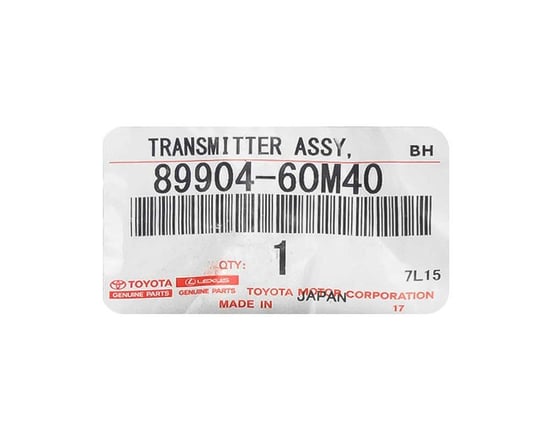 TRANSMITTER ASSY, BH
89904-60M40
QTY: 1
7L15
TOYOTA LEXUS
GENUINE PARTS GENUINE PARTS TOYOTA MOTOR CORPORATION
MADE IN JAPAN 17